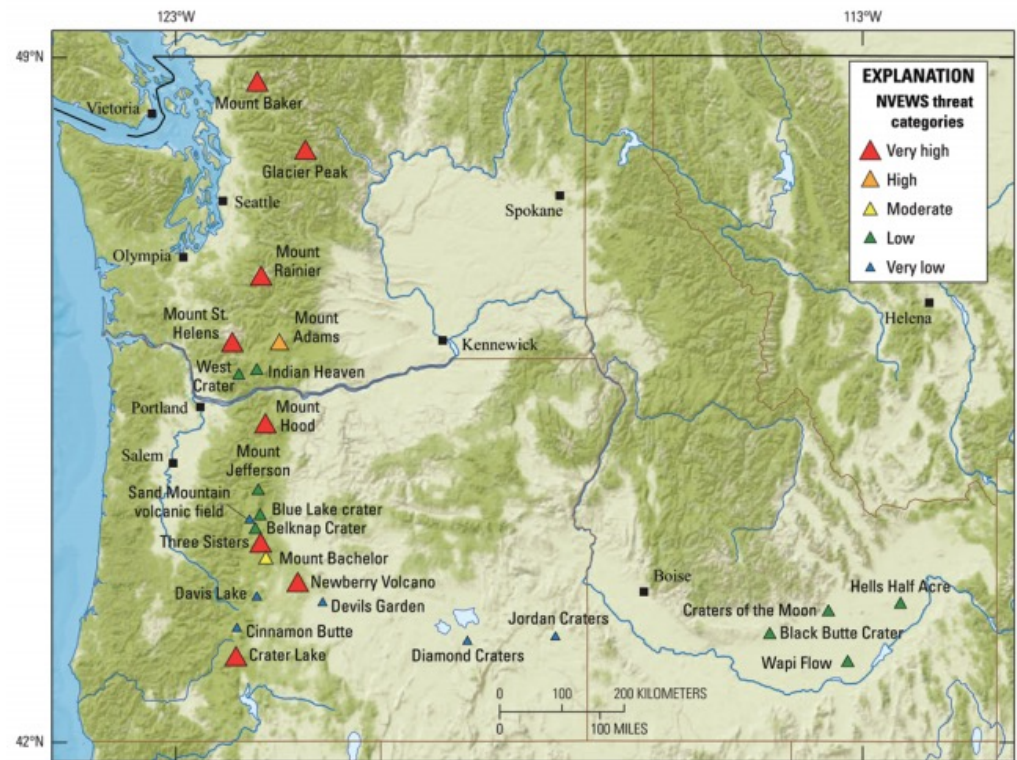 123°W
113°W
49°N
EXPLANATION
NVEWS threat
categories
Very high
High
Moderate
Low
Very low
Victoria
Mount Baker
Glacier Peak
Seattle
Spokane
Olympia
Mount
Rainier
Helena
Mount St.
Helens
Mount
Adams
Kennewick
West
Crater
Indian Heaven
Portland
Mount
Hood
Salem
Mount
Jefferson
Sand Mountain
volcanic field
Blue Lake crater
Belknap Crater
Three Sisters
Mount Bachelor
Newberry Volcano
Boise
Davis Lake
Devils Garden
Hells Half Acre
Craters of the Moon
Jordan Craters
Cinnamon Butte
Black Butte Crater
Diamond Craters
Crater Lake
Wapi Flow
0 100 200 KILOMETERS
0 100 MILES
42°N